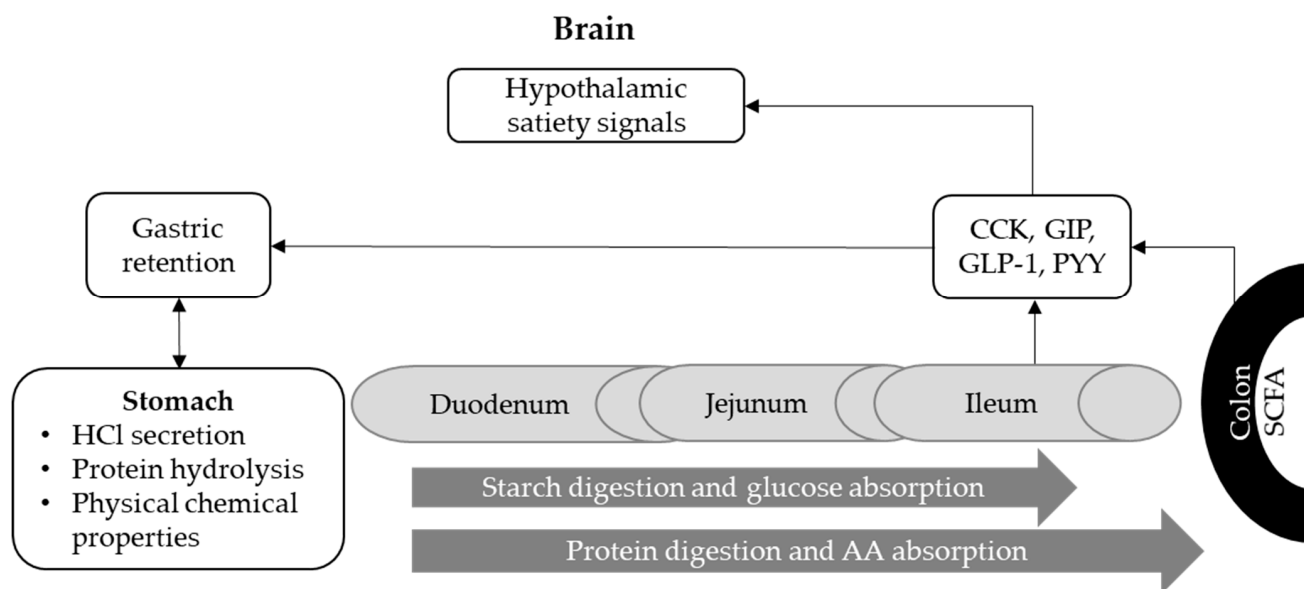 Brain
Hypothalamic
satiety signals
Gastric
retention
CCK, GIP,
GLP-1, PYY
Stomach
• HCl secretion
• Protein hydrolysis
• Physical chemical
properties
Duodenum
Jejunum
Ileum
Colon
SCFA
Starch digestion and glucose absorption
Protein digestion and AA absorption